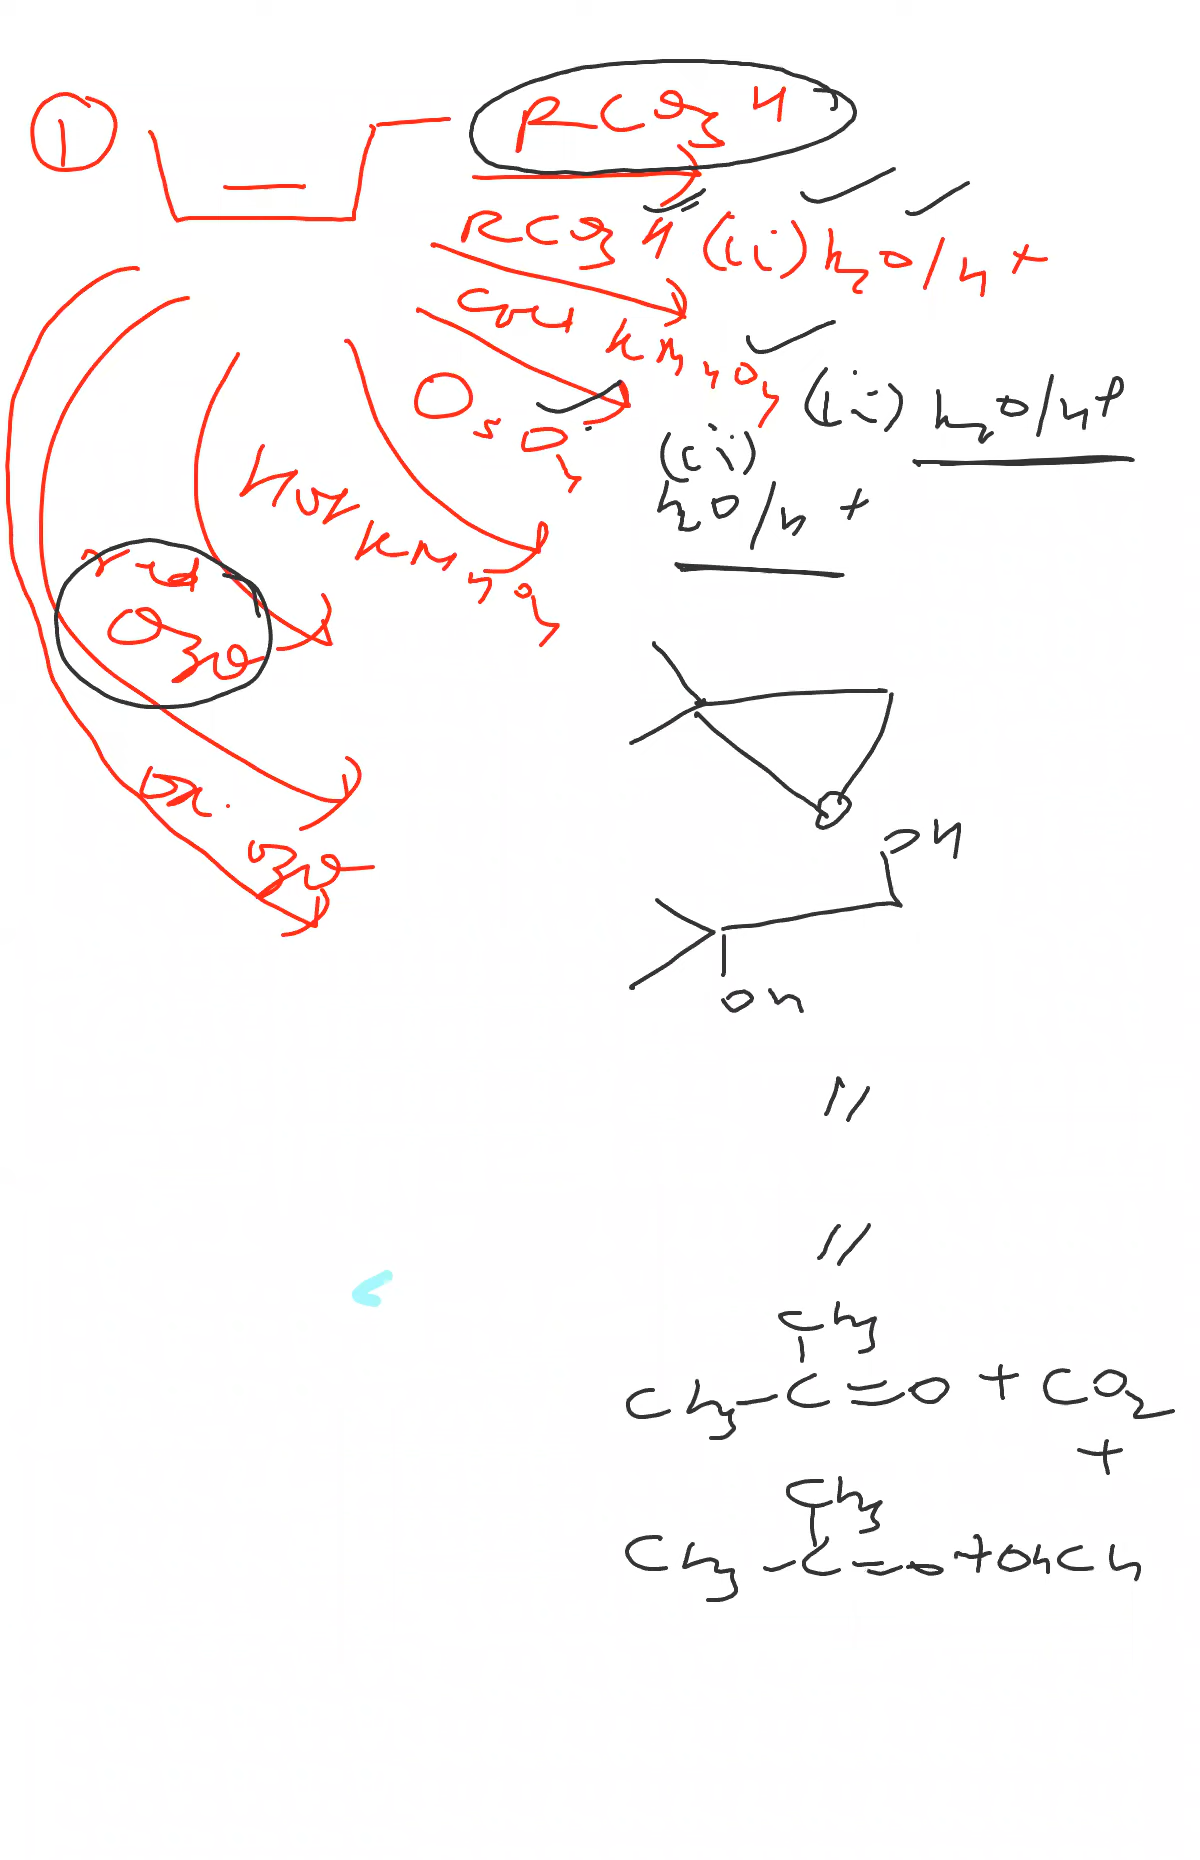 1
RCO3H
RCO3H (ii) H2O/H+
cold KMnO4 (ii) H2O/H+
OsO4 (ii)
H2O/H+
hot KMnO4
red
O3
OH
OH
"
"
CH3
CH3-C=O + CO2
+
CH3
CH3-C=O + OHCH